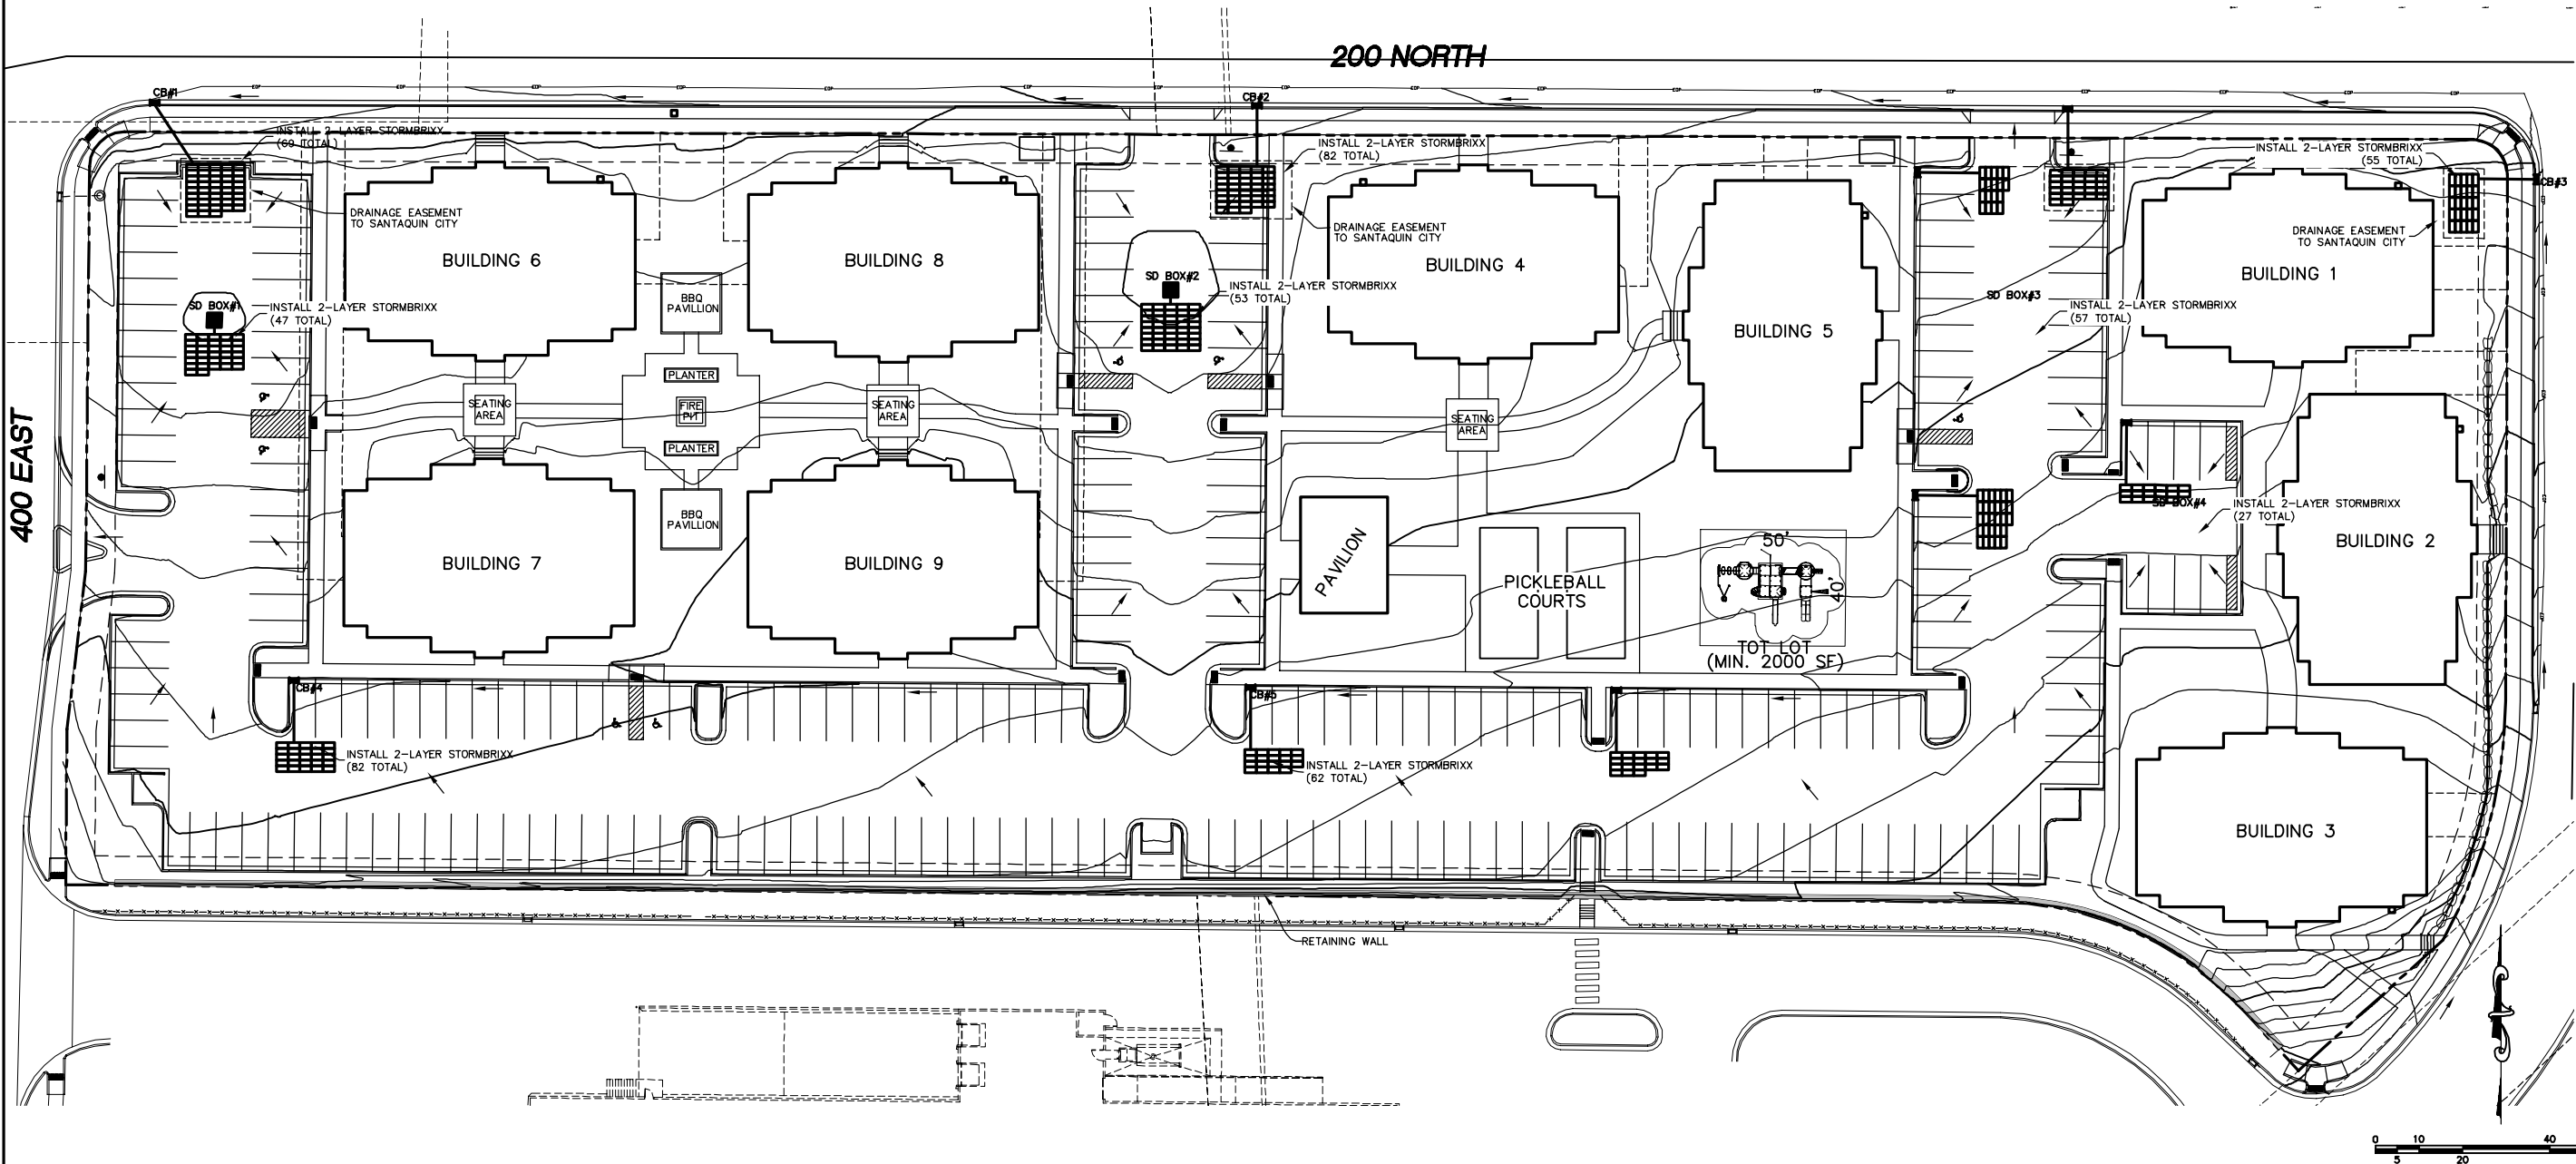 200 NORTH
CB#1
CB#2
INSTALL 2-LAYER STORMBRIXX
(69 TOTAL)
INSTALL 2-LAYER STORMBRIXX
(82 TOTAL)
INSTALL 2-LAYER STORMBRIXX
(55 TOTAL)
CB#3
DRAINAGE EASEMENT
TO SANTAQUIN CITY
DRAINAGE EASEMENT
TO SANTAQUIN CITY
DRAINAGE EASEMENT
TO SANTAQUIN CITY
BUILDING 6
BUILDING 8
BUILDING 4
BUILDING 5
BUILDING 1
SD BOX#1
INSTALL 2-LAYER STORMBRIXX
(47 TOTAL)
BBQ
PAVILLION
SD BOX#2
INSTALL 2-LAYER STORMBRIXX
(53 TOTAL)
SD BOX#3
INSTALL 2-LAYER STORMBRIXX
(57 TOTAL)
400 EAST
SEATING
AREA
PLANTER
FIRE
PIT
PLANTER
SEATING
AREA
SEATING
AREA
BBQ
PAVILLION
SD BOX#4
INSTALL 2-LAYER STORMBRIXX
(27 TOTAL)
BUILDING 7
BUILDING 9
PAVILION
PICKLEBALL
COURTS
50'
40'
TOT LOT
(MIN. 2000 SF)
BUILDING 2
CB#4
CB#5
INSTALL 2-LAYER STORMBRIXX
(82 TOTAL)
INSTALL 2-LAYER STORMBRIXX
(62 TOTAL)
BUILDING 3
RETAINING WALL
0 10 40
5 20